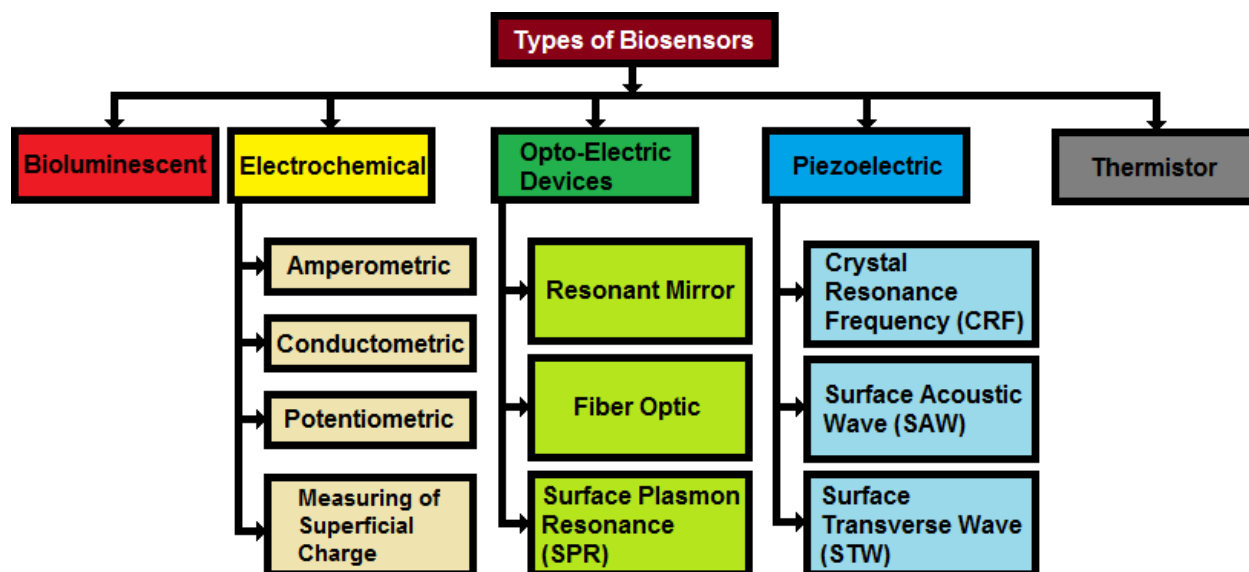 Types of Biosensors
Bioluminescent
Electrochemical
Opto-Electric
Devices
Piezoelectric
Thermistor
Amperometric
Conductometric
Potentiometric
Measuring of
Superficial
Charge
Resonant Mirror
Fiber Optic
Surface Plasmon
Resonance
(SPR)
Crystal
Resonance
Frequency (CRF)
Surface Acoustic
Wave (SAW)
Surface
Transverse Wave
(STW)